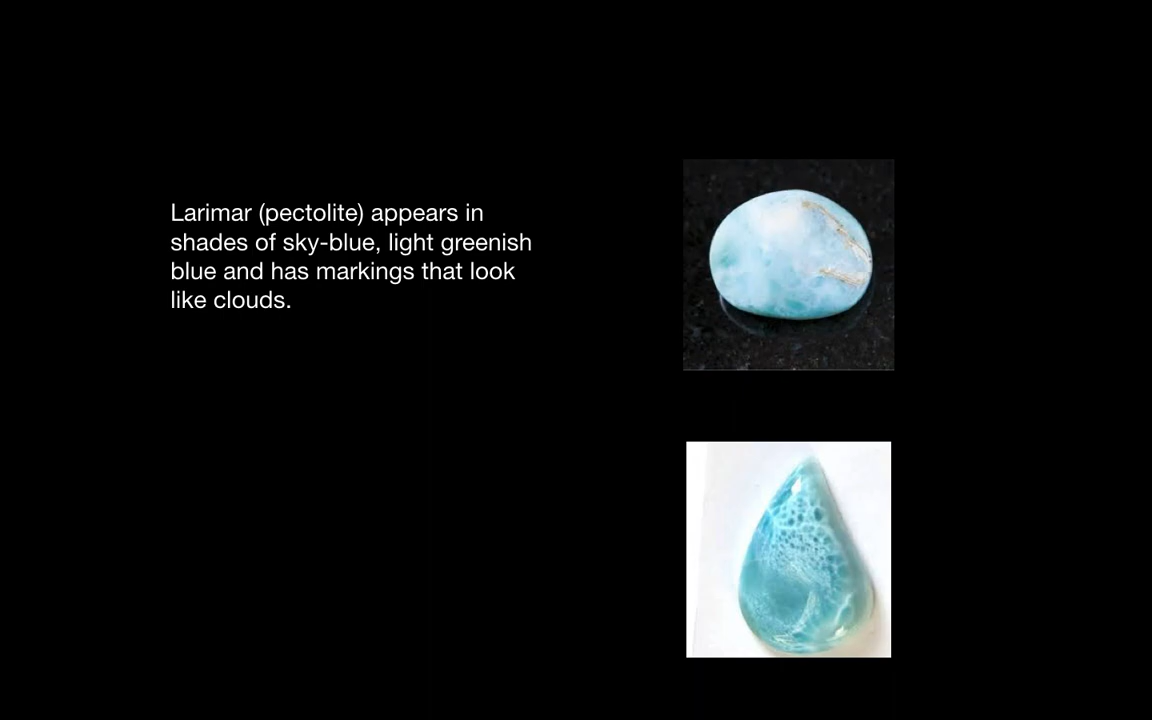 Larimar (pectolite) appears in
shades of sky-blue, light greenish
blue and has markings that look
like clouds.